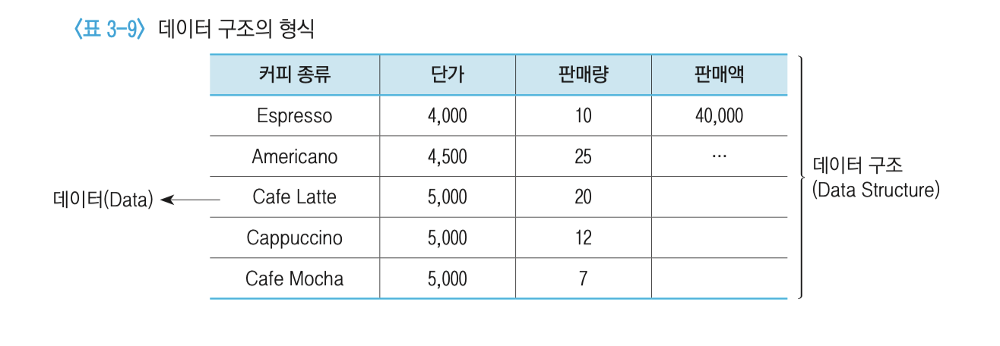 〈표 3-9〉 데이터 구조의 형식
커피 종류 단가 판매량 판매액
Espresso 4,000 10 40,000
Americano 4,500 25 …
데이터(Data) Cafe Latte 5,000 20
Cappuccino 5,000 12
Cafe Mocha 5,000 7
데이터 구조
(Data Structure)